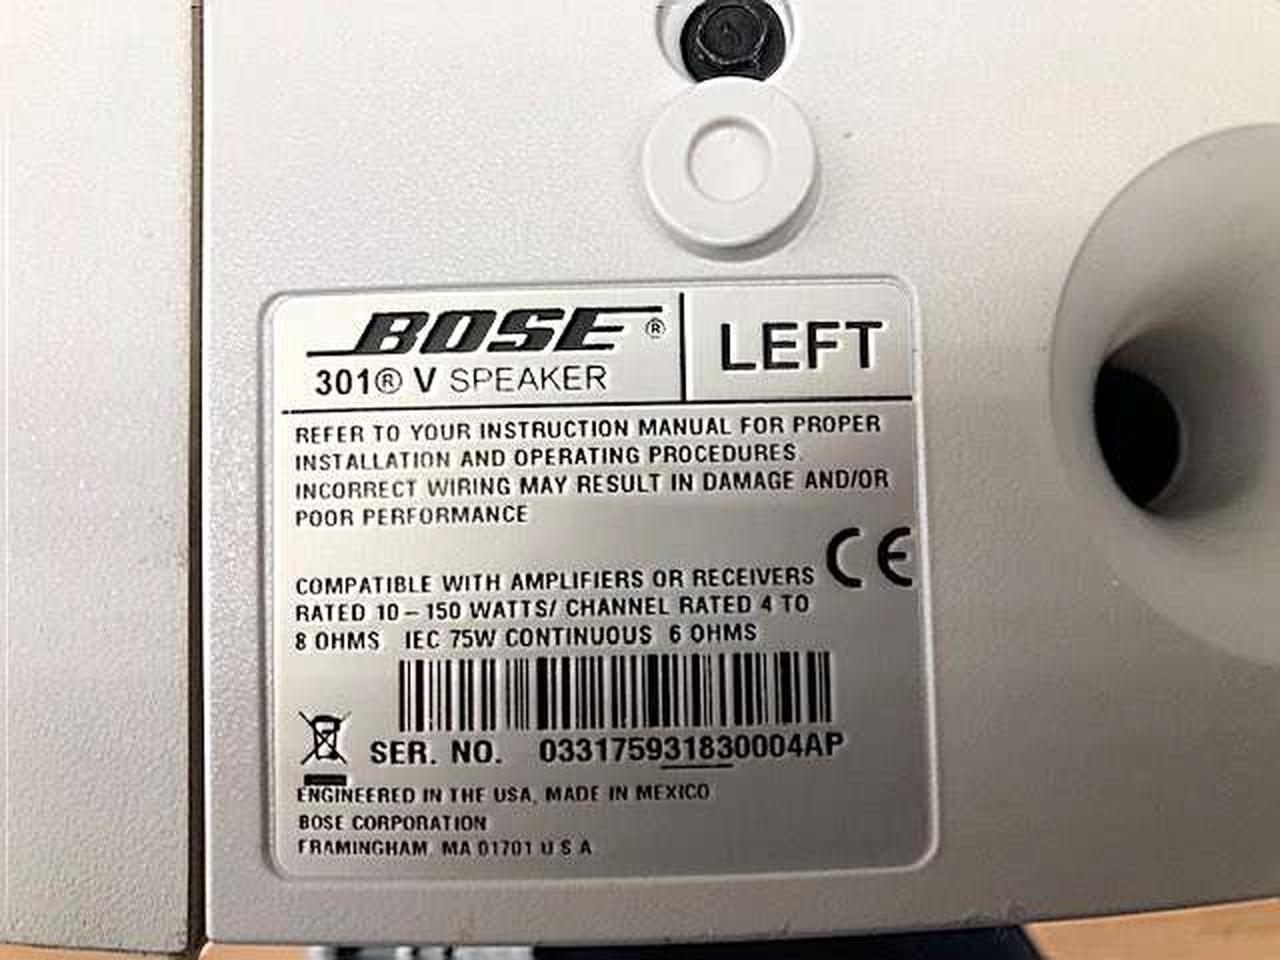 BOSE®
LEFT
301® V SPEAKER
REFER TO YOUR INSTRUCTION MANUAL FOR PROPER
INSTALLATION AND OPERATING PROCEDURES.
INCORRECT WIRING MAY RESULT IN DAMAGE AND/OR
POOR PERFORMANCE
CE
COMPATIBLE WITH AMPLIFIERS OR RECEIVERS
RATED 10 – 150 WATTS/ CHANNEL RATED 4 TO
8 OHMS IEC 75W CONTINUOUS 6 OHMS
SER. NO. 033175931830004AP
ENGINEERED IN THE USA, MADE IN MEXICO
BOSE CORPORATION
FRAMINGHAM, MA 01701 U S A